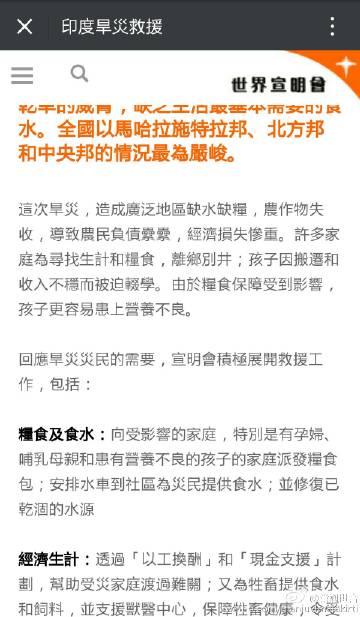 印度旱災救援
世界宣明會
乾旱的威脅，缺乏生活最基本需要的食
水。全國以馬哈拉施特拉邦、北方邦
和中央邦的情況最為嚴峻。
這次旱災，造成廣泛地區缺水缺糧，農作物失
收，導致農民負債纍纍，經濟損失慘重。許多家
庭為尋找生計和糧食，離鄉別井；孩子因搬遷和
收入不穩而被迫輟學。由於糧食保障受到影響，
孩子更容易患上營養不良。
回應旱災災民的需要，宣明會積極展開救援工
作，包括：
糧食及食水：向受影響的家庭，特別是有孕婦、
哺乳母親和患有營養不良的孩子的家庭派發糧食
包；安排水車到社區為災民提供食水；並修復已
乾涸的水源
經濟生計：透過「以工換酬」和「現金支援」計
劃，幫助受災家庭渡過難關；又為牲畜提供食水
和飼料，並支援獸醫中心，保障牲畜健康，令受